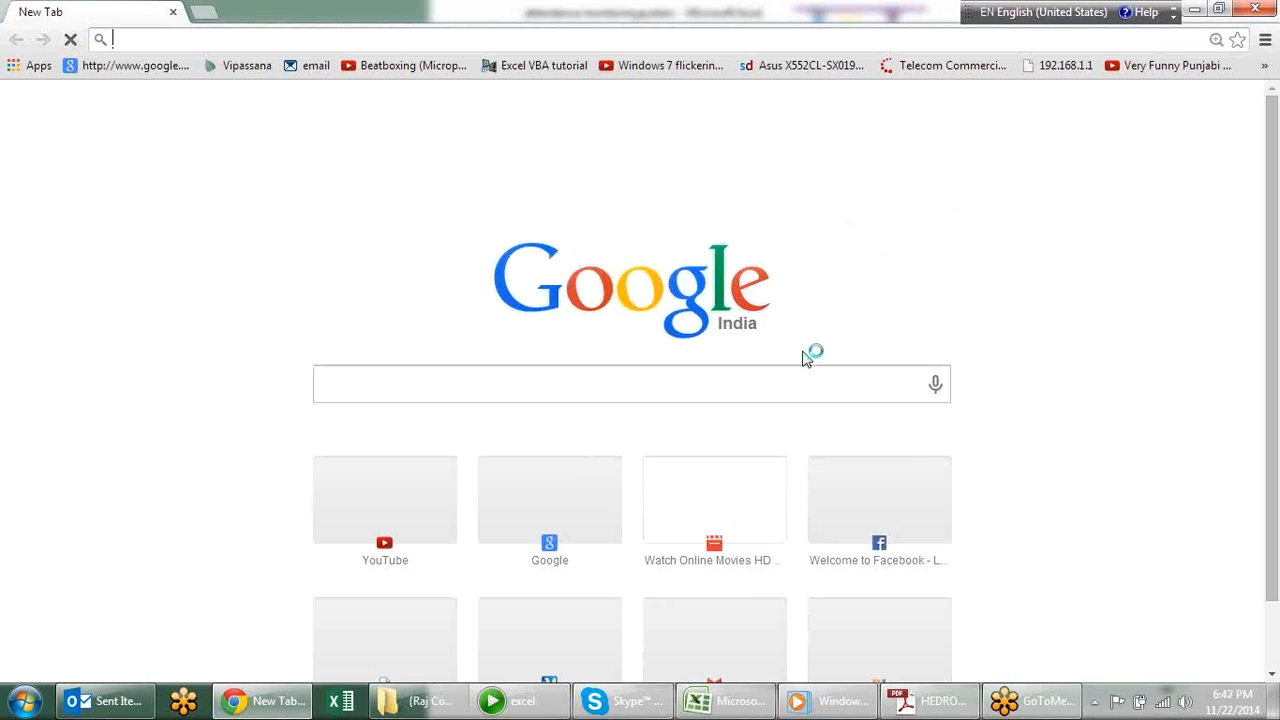 New Tab
EN English (United States) Help
Apps http://www.google.... Vipassana email Beatboxing (Microp... Excel VBA tutorial Windows 7 flickerin... Asus X552CL-SX019... Telecom Commerci... 192.168.1.1 Very Funny Punjabi ... »
Google
India
YouTube Google Watch Online Movies HD ... Welcome to Facebook - L...
Sent Ite... New Tab... (Raj Co... excel Skype™ ... Microso... Window... HEDRO... GoToMe...
6:47 PM
11/22/2014